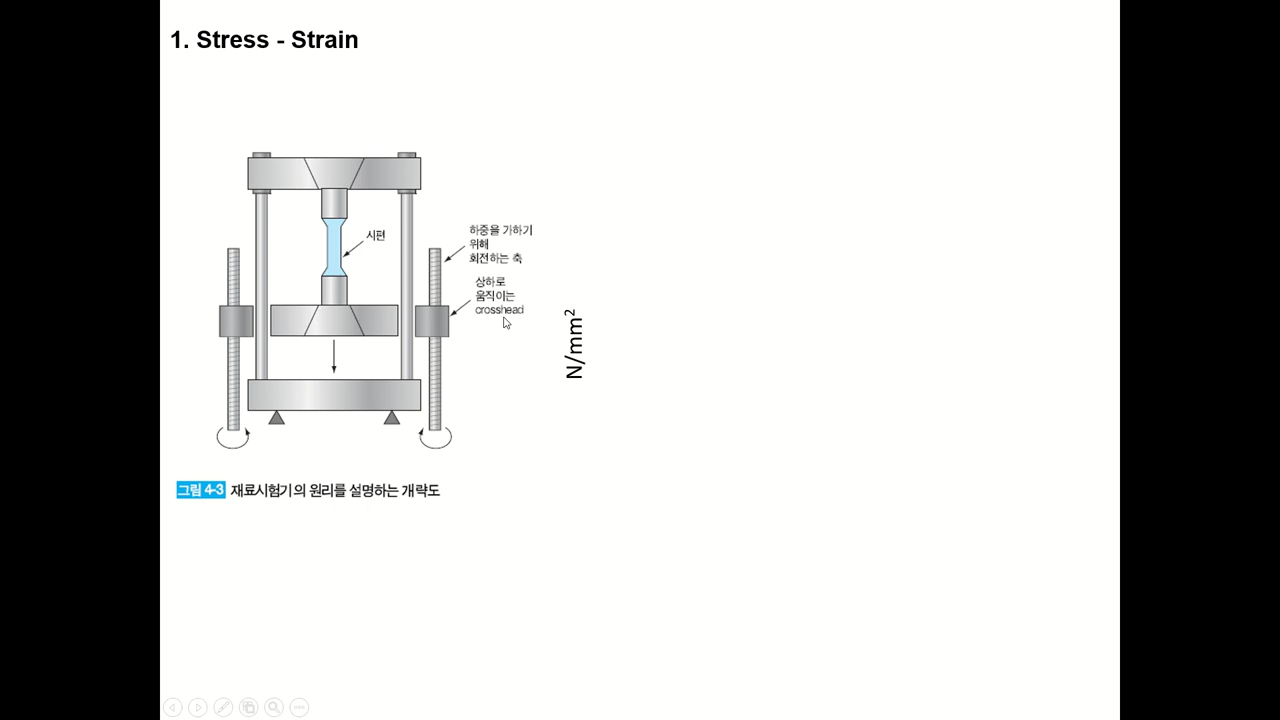 1. Stress - Strain
시편
하중을 가하기
위해
회전하는 축
상하로
움직이는
crosshead
N/mm²
그림 4-3 재료시험기의 원리를 설명하는 개략도